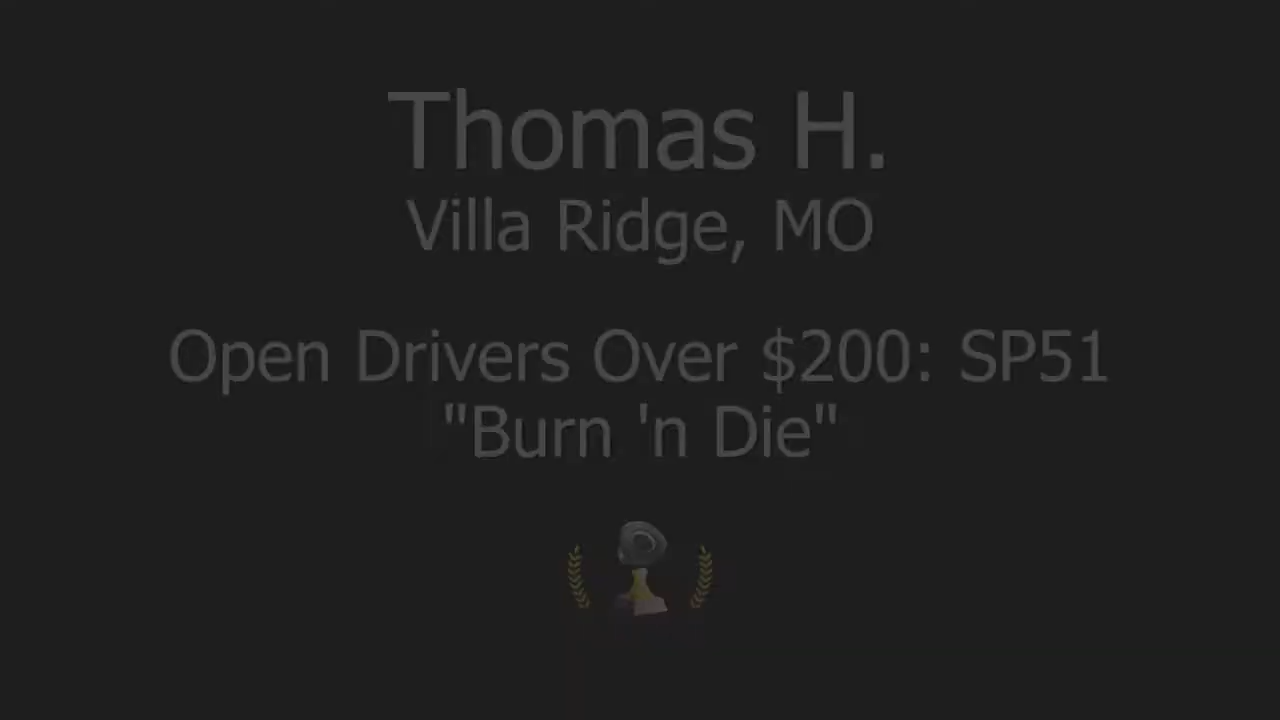 Thomas H.
Villa Ridge, MO
Open Drivers Over $200: SP51
"Burn 'n Die"